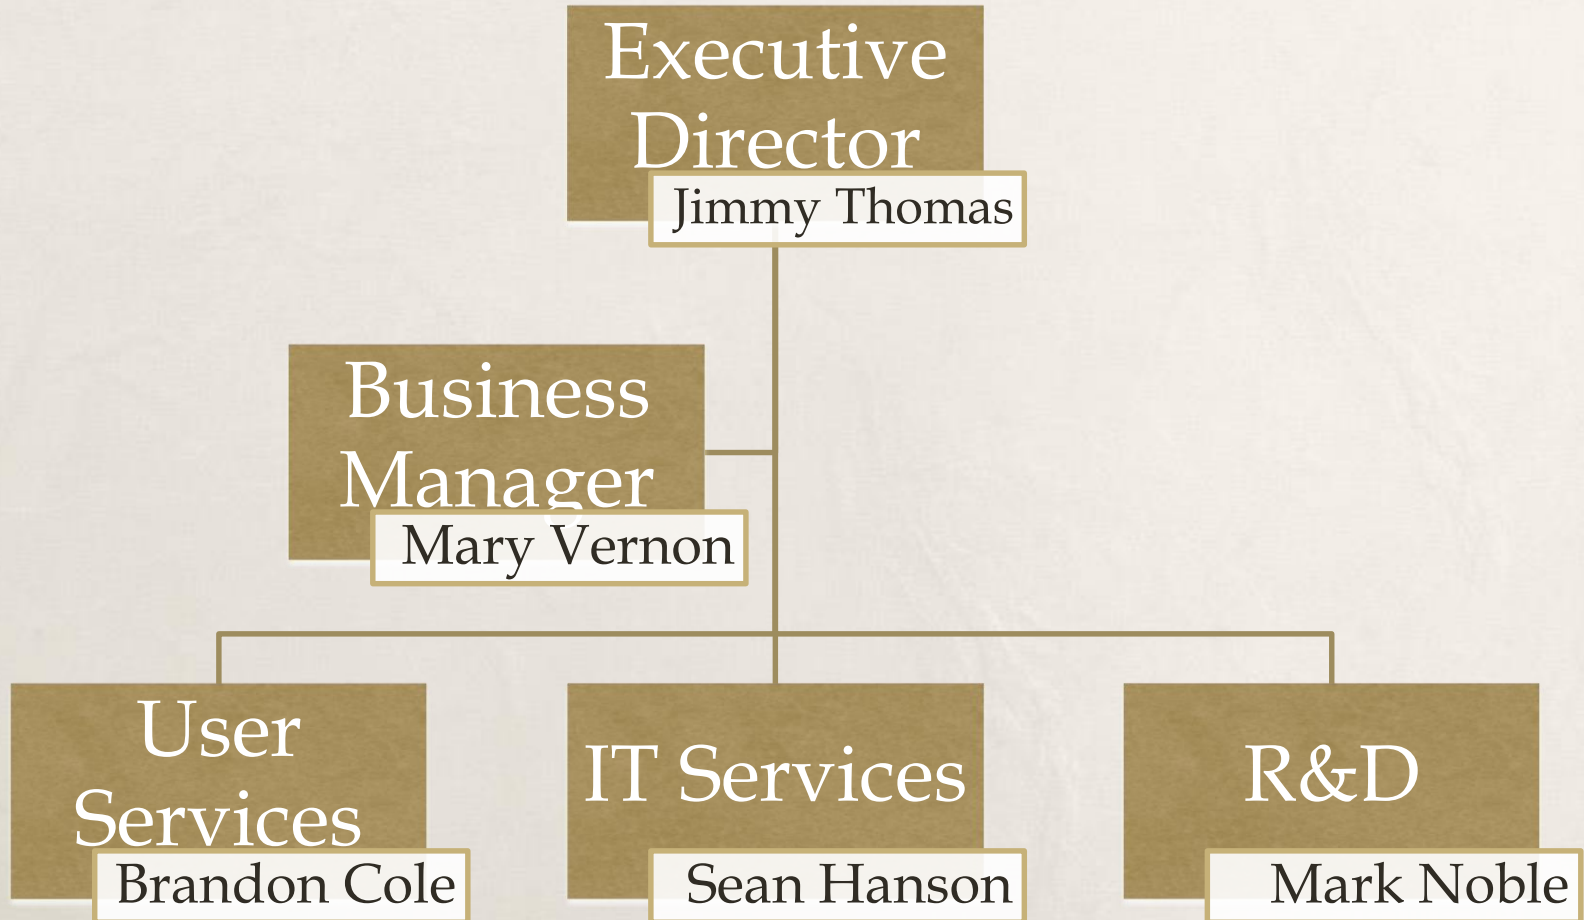 Executive
Director
Jimmy Thomas
Business
Manager
Mary Vernon
User
Services
Brandon Cole
IT Services
Sean Hanson
R&D
Mark Noble